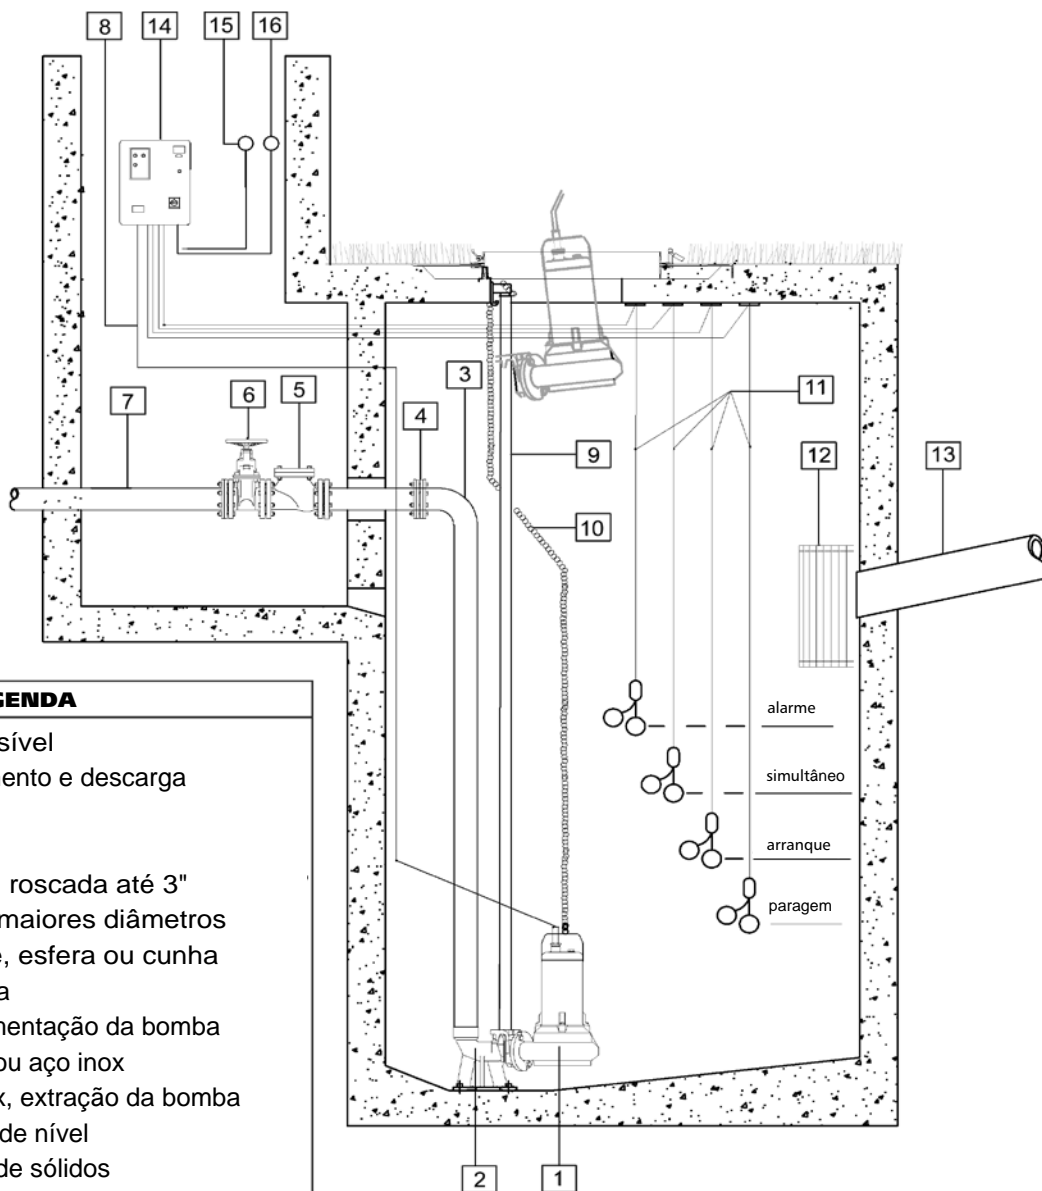 8 14 15 16
3
7 6 5 4
9
10
11
12
13
alarme
simultâneo
arranque
paragem
2 1
GENDA
sível
ento e descarga
roscada até 3"
maiores diâmetros
, esfera ou cunha
a
mentação da bomba
ou aço inox
x, extração da bomba
de nível
de sólidos